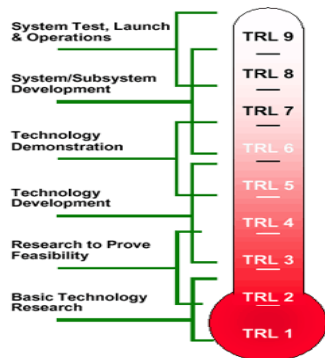 System Test, Launch
& Operations
System/Subsystem
Development
Technology
Demonstration
Technology
Development
Research to Prove
Feasibility
Basic Technology
Research
TRL 9
TRL 8
TRL 7
TRL 6
TRL 5
TRL 4
TRL 3
TRL 2
TRL 1